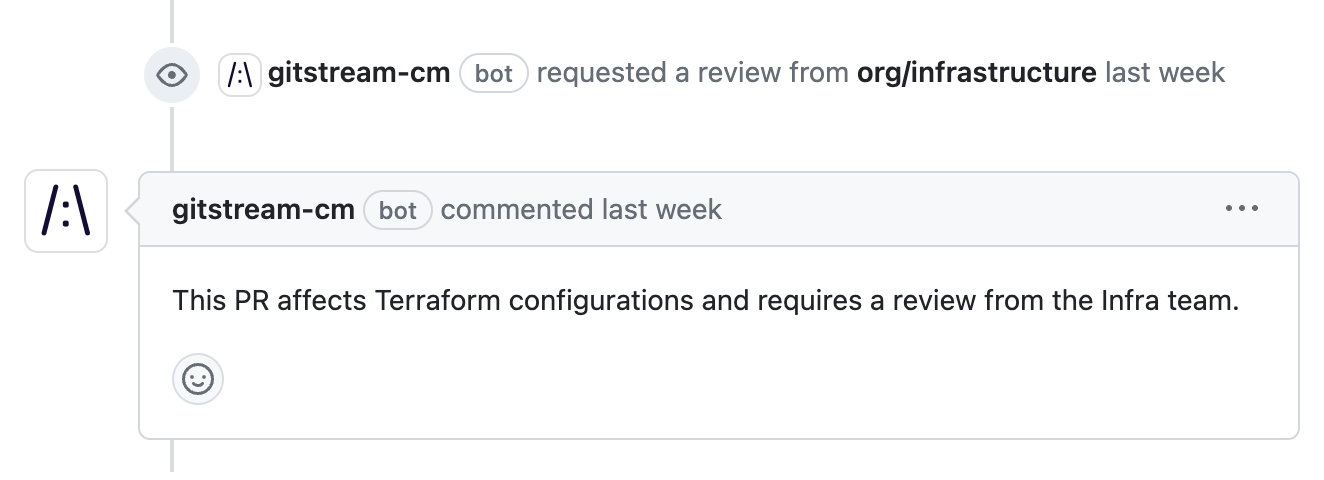 gitstream-cm bot requested a review from org/infrastructure last week
gitstream-cm bot commented last week
This PR affects Terraform configurations and requires a review from the Infra team.